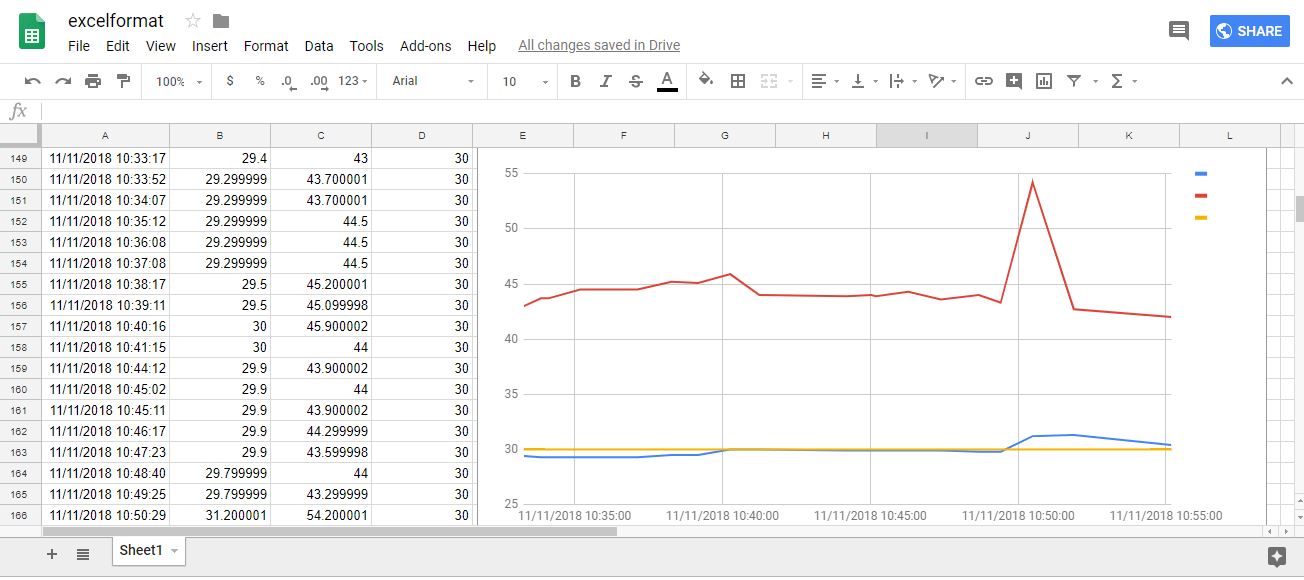 excelformat
File Edit View Insert Format Data Tools Add-ons Help All changes saved in Drive
SHARE
100% $ % .0 .00 123 Arial 10 B I S A Σ
fx
A B C D E F G H I J K L
149 11/11/2018 10:33:17 29.4 43 30
150 11/11/2018 10:33:52 29.299999 43.700001 30
151 11/11/2018 10:34:07 29.299999 43.700001 30
152 11/11/2018 10:35:12 29.299999 44.5 30
153 11/11/2018 10:36:08 29.299999 44.5 30
154 11/11/2018 10:37:08 29.299999 44.5 30
155 11/11/2018 10:38:17 29.5 45.200001 30
156 11/11/2018 10:39:11 29.5 45.099998 30
157 11/11/2018 10:40:16 30 45.900002 30
158 11/11/2018 10:41:15 30 44 30
159 11/11/2018 10:44:12 29.9 43.900002 30
160 11/11/2018 10:45:02 29.9 44 30
161 11/11/2018 10:45:11 29.9 43.900002 30
162 11/11/2018 10:46:17 29.9 44.299999 30
163 11/11/2018 10:47:23 29.9 43.599998 30
164 11/11/2018 10:48:40 29.799999 44 30
165 11/11/2018 10:49:25 29.799999 43.299999 30
166 11/11/2018 10:50:29 31.200001 54.200001 30
55
50
45
40
35
30
25
11/11/2018 10:35:00 11/11/2018 10:40:00 11/11/2018 10:45:00 11/11/2018 10:50:00 11/11/2018 10:55:00
Sheet1